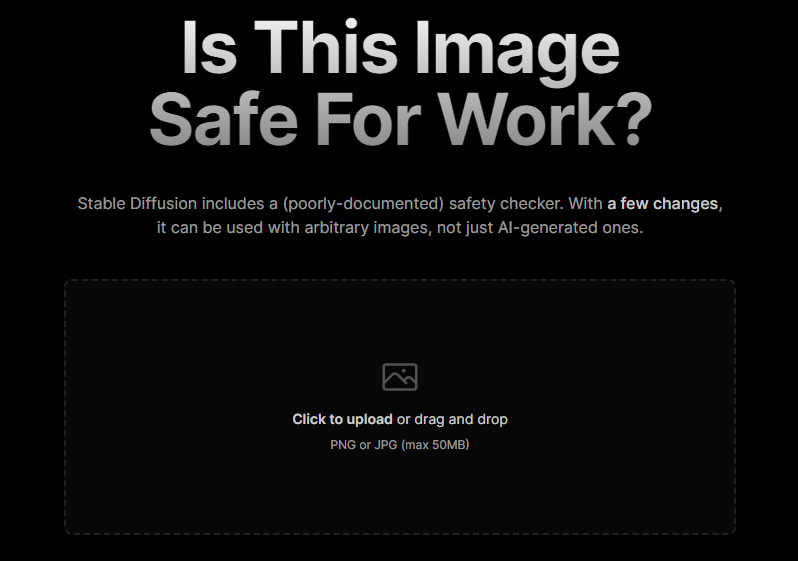 Is This Image
Safe For Work?
Stable Diffusion includes a (poorly-documented) safety checker. With a few changes,
it can be used with arbitrary images, not just AI-generated ones.
Click to upload or drag and drop
PNG or JPG (max 50MB)